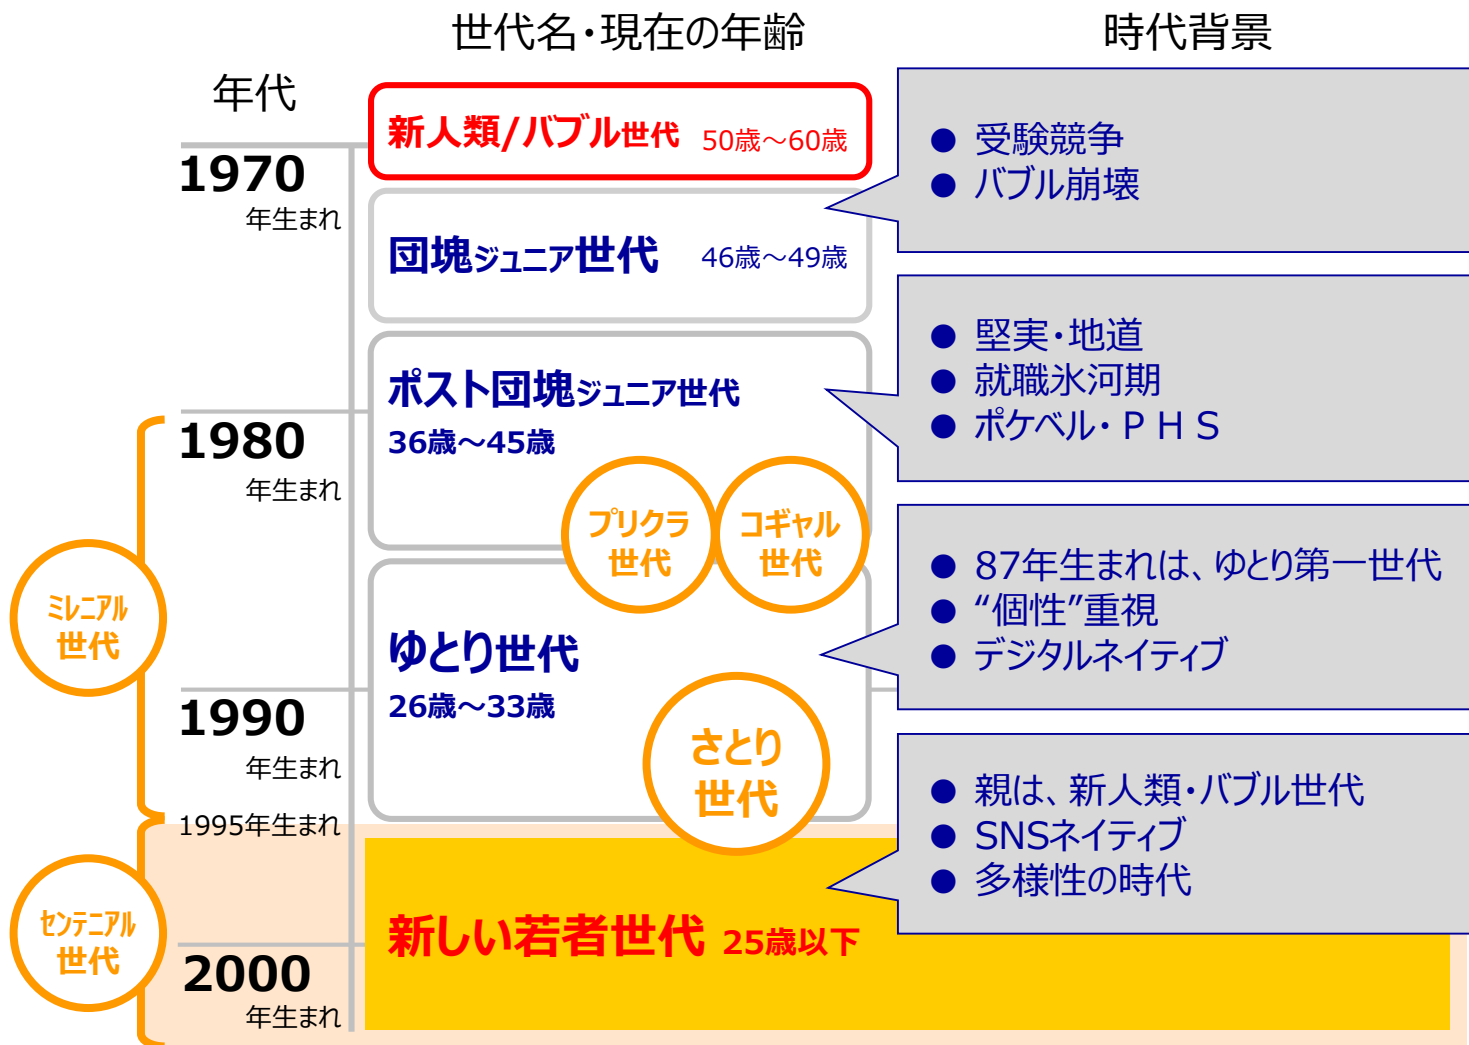 世代名・現在の年齢
時代背景
年代
新人類/バブル世代 50歳～60歳
1970
年生まれ
団塊ジュニア世代 46歳～49歳
● 受験競争
● バブル崩壊
ポスト団塊ジュニア世代
36歳～45歳
● 堅実・地道
● 就職氷河期
● ポケベル・ＰＨＳ
1980
年生まれ
プリクラ
世代
コギャル
世代
ミレニアル
世代
ゆとり世代
26歳～33歳
● 87年生まれは、ゆとり第一世代
● “個性”重視
● デジタルネイティブ
1990
年生まれ
さとり
世代
1995年生まれ
● 親は、新人類・バブル世代
● SNSネイティブ
● 多様性の時代
センテニアル
世代
新しい若者世代 25歳以下
2000
年生まれ